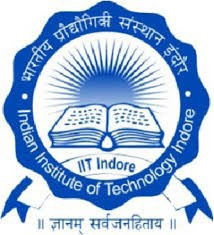 भारतीय प्रौद्योगिकी संस्थान इंदौर
IIT Indore
Indian Institute of Technology Indore
॥ ज्ञानम् सर्वजनहिताय ॥